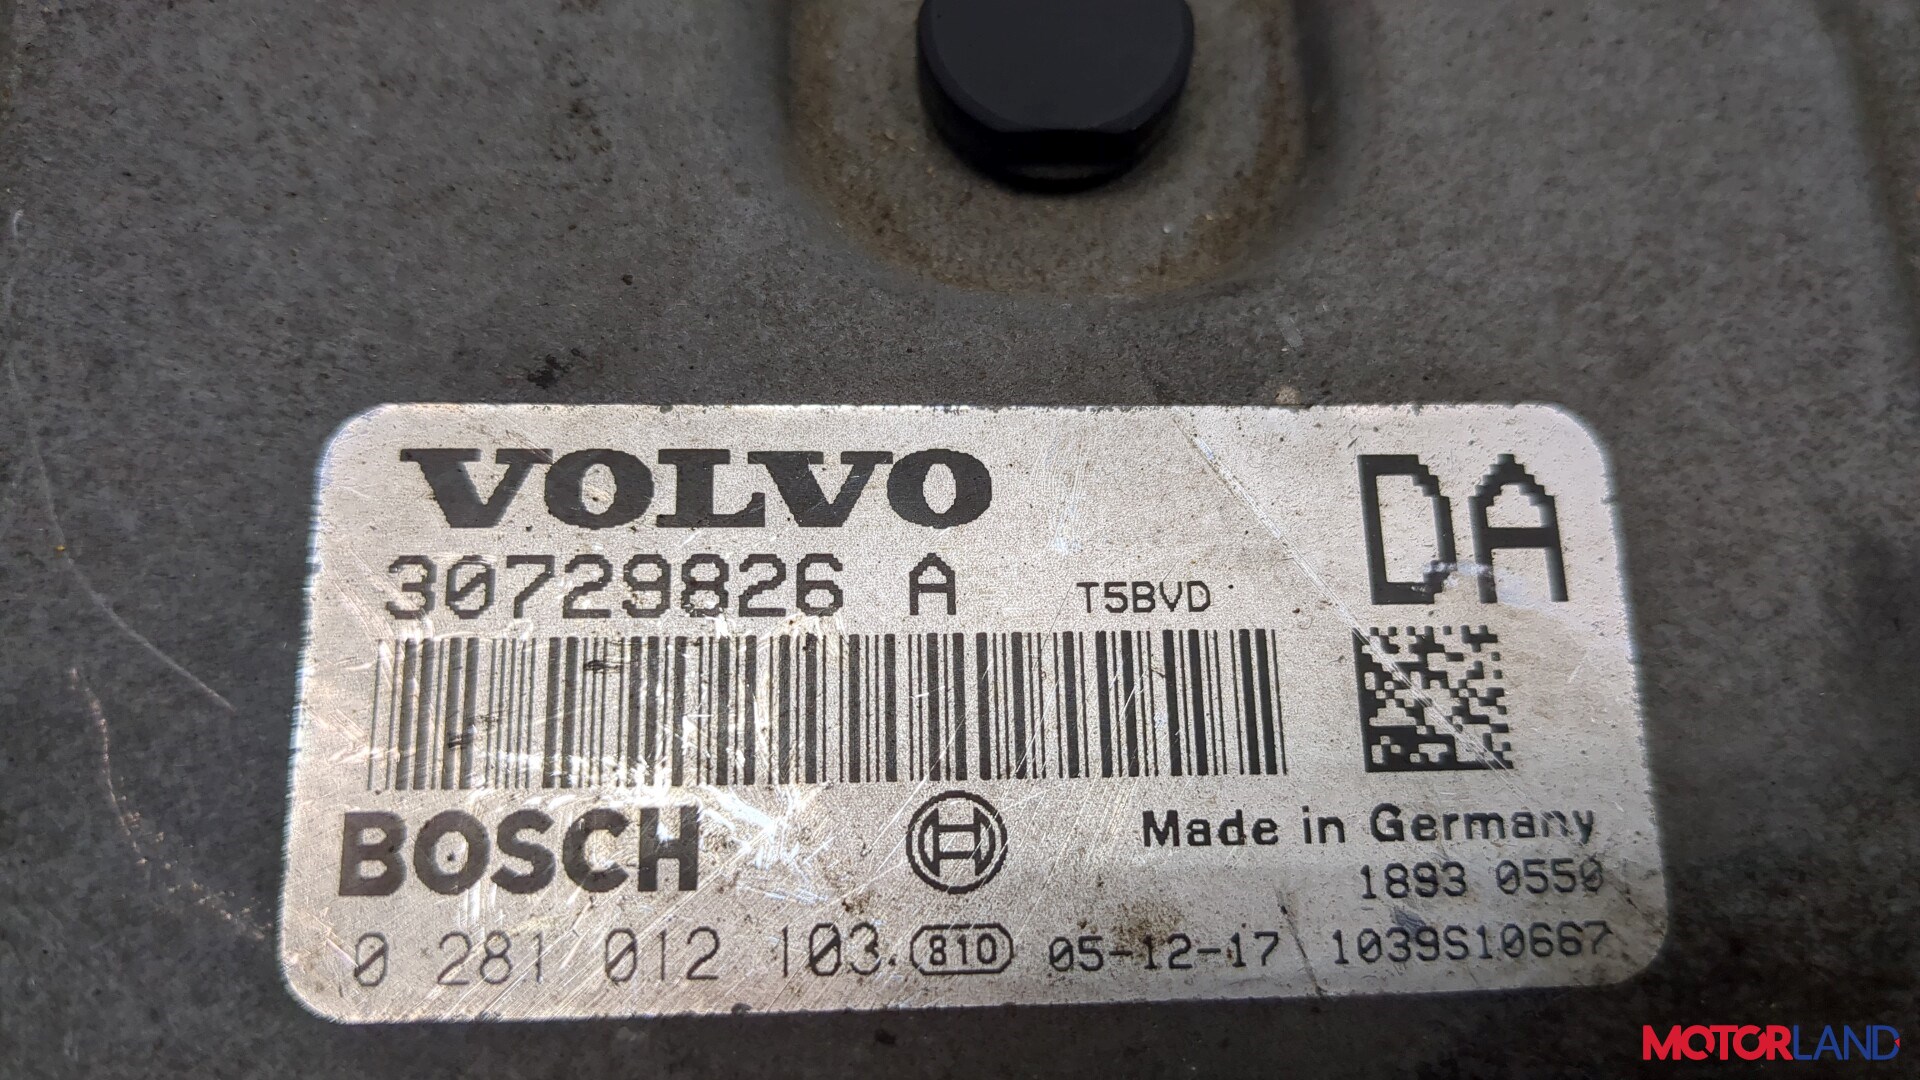 VOLVO
30729826 A T5BVD
DA
BOSCH
Made in Germany
1893 0550
0 281 012 103 810 05-12-17 1039S10667
MOTORLAND